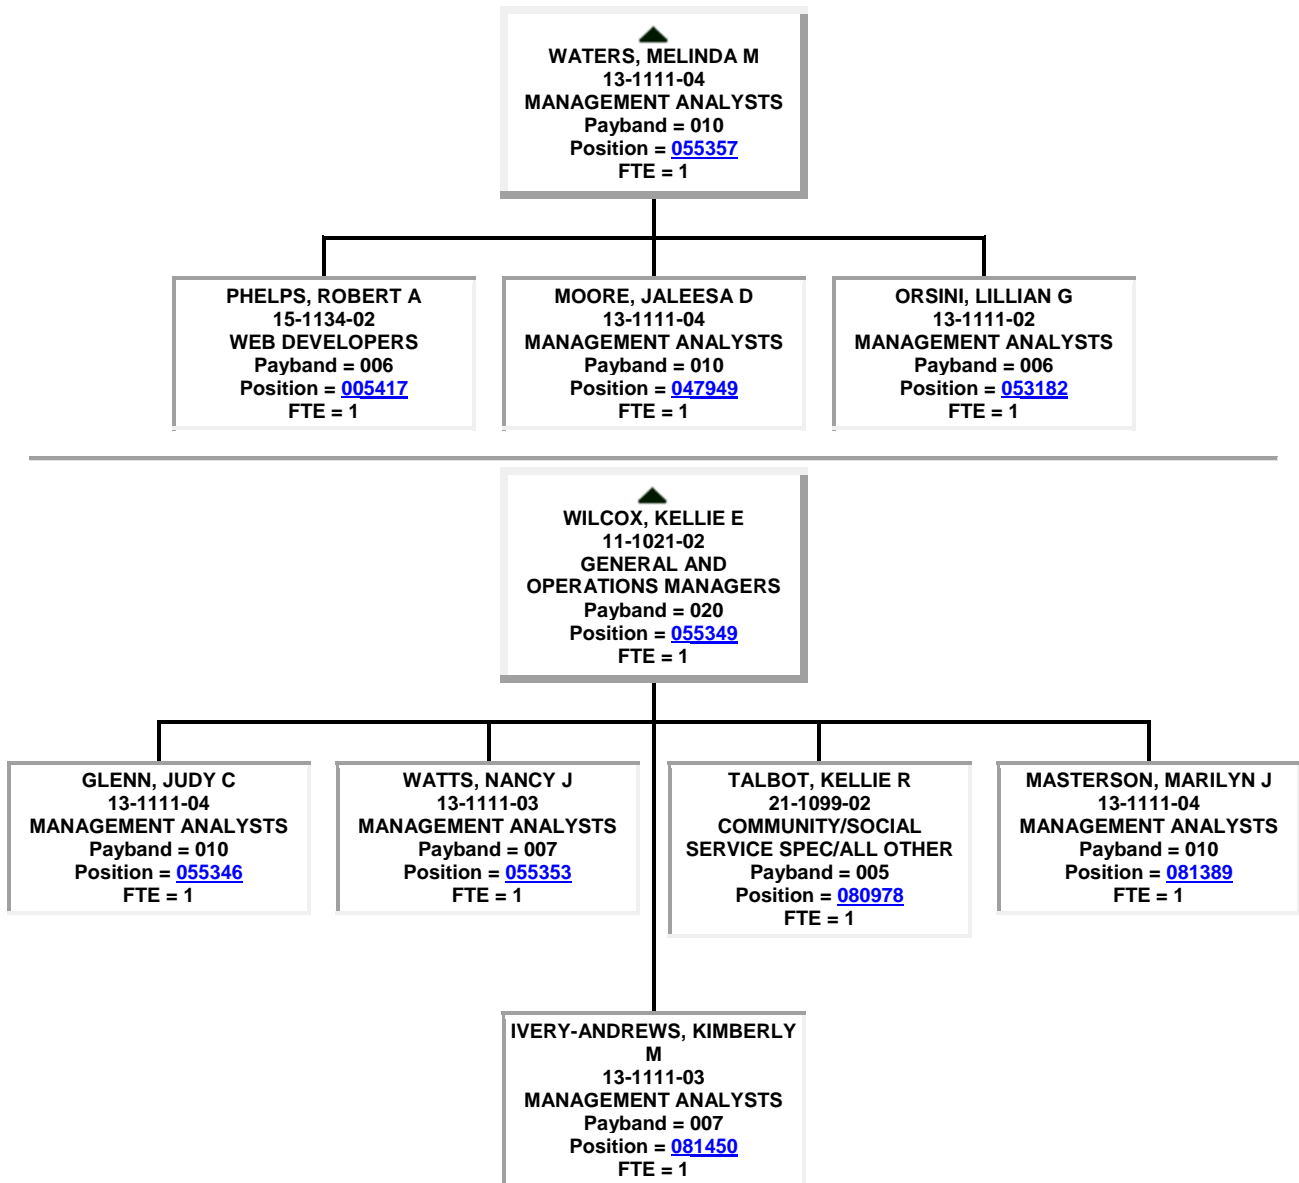 WATERS, MELINDA M
13-1111-04
MANAGEMENT ANALYSTS
Payband = 010
Position = 055357
FTE = 1
PHELPS, ROBERT A
15-1134-02
WEB DEVELOPERS
Payband = 006
Position = 005417
FTE = 1
MOORE, JALEESA D
13-1111-04
MANAGEMENT ANALYSTS
Payband = 010
Position = 047949
FTE = 1
ORSINI, LILLIAN G
13-1111-02
MANAGEMENT ANALYSTS
Payband = 006
Position = 053182
FTE = 1
WILCOX, KELLIE E
11-1021-02
GENERAL AND
OPERATIONS MANAGERS
Payband = 020
Position = 055349
FTE = 1
GLENN, JUDY C
13-1111-04
MANAGEMENT ANALYSTS
Payband = 010
Position = 055346
FTE = 1
WATTS, NANCY J
13-1111-03
MANAGEMENT ANALYSTS
Payband = 007
Position = 055353
FTE = 1
TALBOT, KELLIE R
21-1099-02
COMMUNITY/SOCIAL
SERVICE SPEC/ALL OTHER
Payband = 005
Position = 080978
FTE = 1
MASTERSON, MARILYN J
13-1111-04
MANAGEMENT ANALYSTS
Payband = 010
Position = 081389
FTE = 1
IVERY-ANDREWS, KIMBERLY
M
13-1111-03
MANAGEMENT ANALYSTS
Payband = 007
Position = 081450
FTE = 1